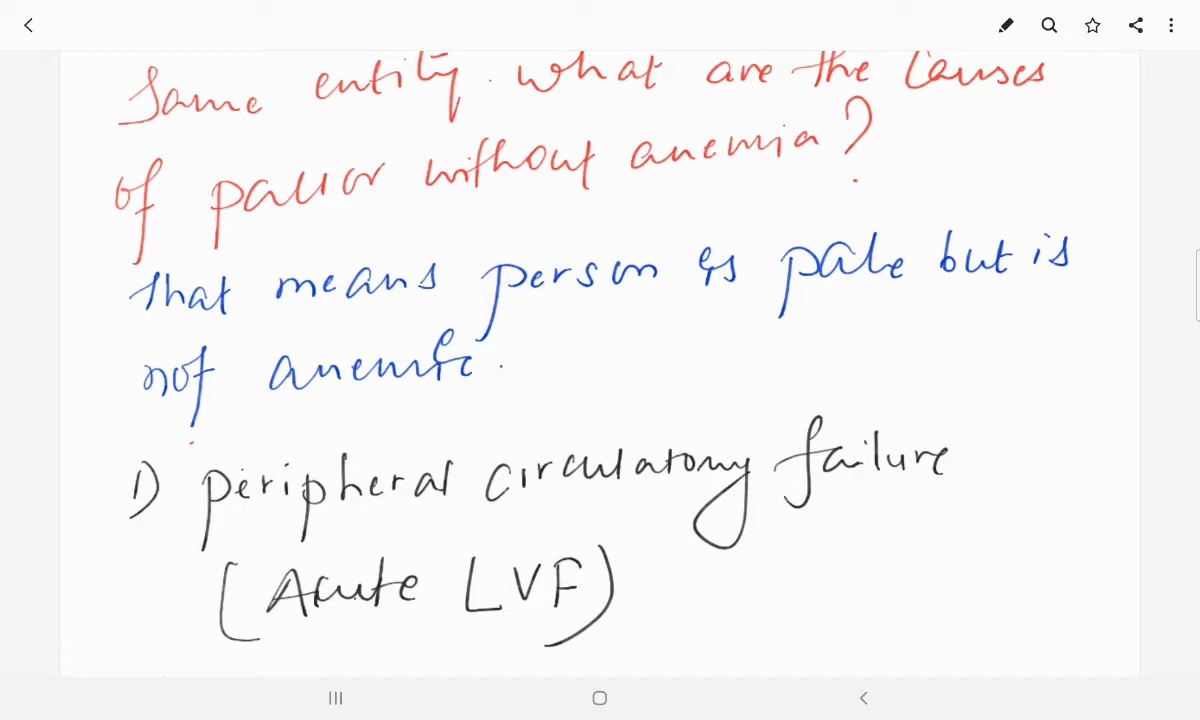 Same entity. what are the causes
of pallor without anemia?
that means person is pale but is
not anemic.
1) peripheral circulatory failure
(Acute LVF)